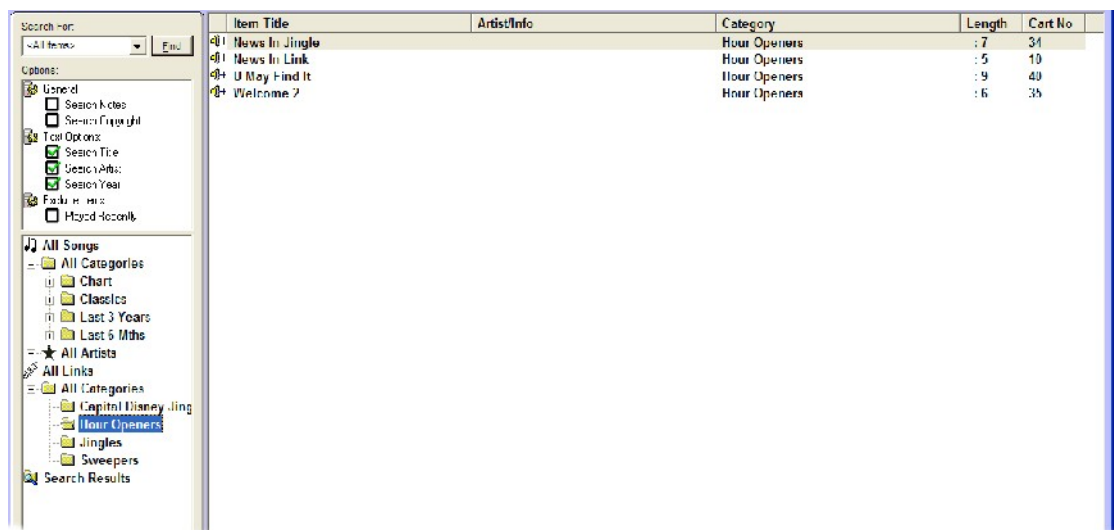 Search For:
<All Items>
Find
Options:
General
Search Notes
Search Copyright
Text Options
Search Title
Search Artist
Search Year
Played Recently
All Songs
All Categories
Chart
Classics
Last 3 Years
Last 6 Mths
All Artists
All Links
All Categories
Capital Disney Jing
Hour Openers
Jingles
Sweepers
Search Results
Item Title Artist/Info Category Length Cart No
News In Jingle Hour Openers :7 34
News In Link Hour Openers :5 10
U May Find It Hour Openers :9 40
Welcome 2 Hour Openers :6 35